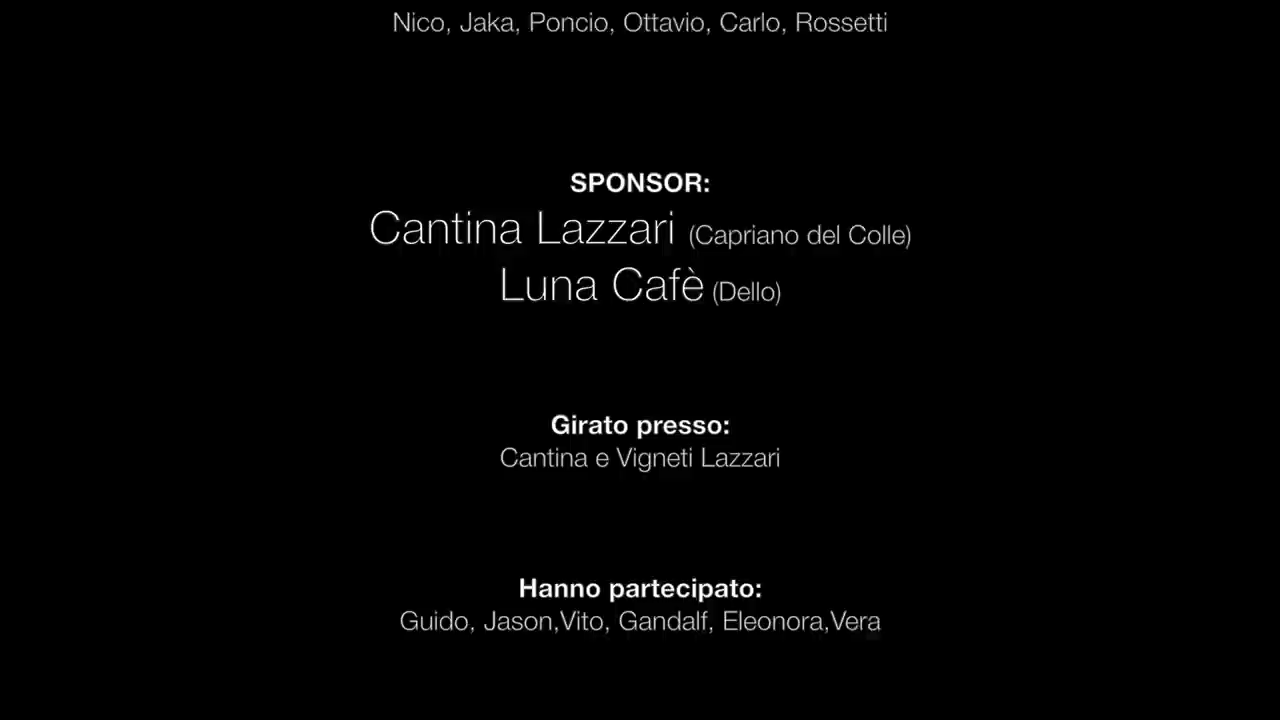 Nico, Jaka, Poncio, Ottavio, Carlo, Rossetti
SPONSOR:
Cantina Lazzari (Capriano del Colle)
Luna Cafè (Dello)
Girato presso:
Cantina e Vigneti Lazzari
Hanno partecipato:
Guido, Jason,Vito, Gandalf, Eleonora,Vera